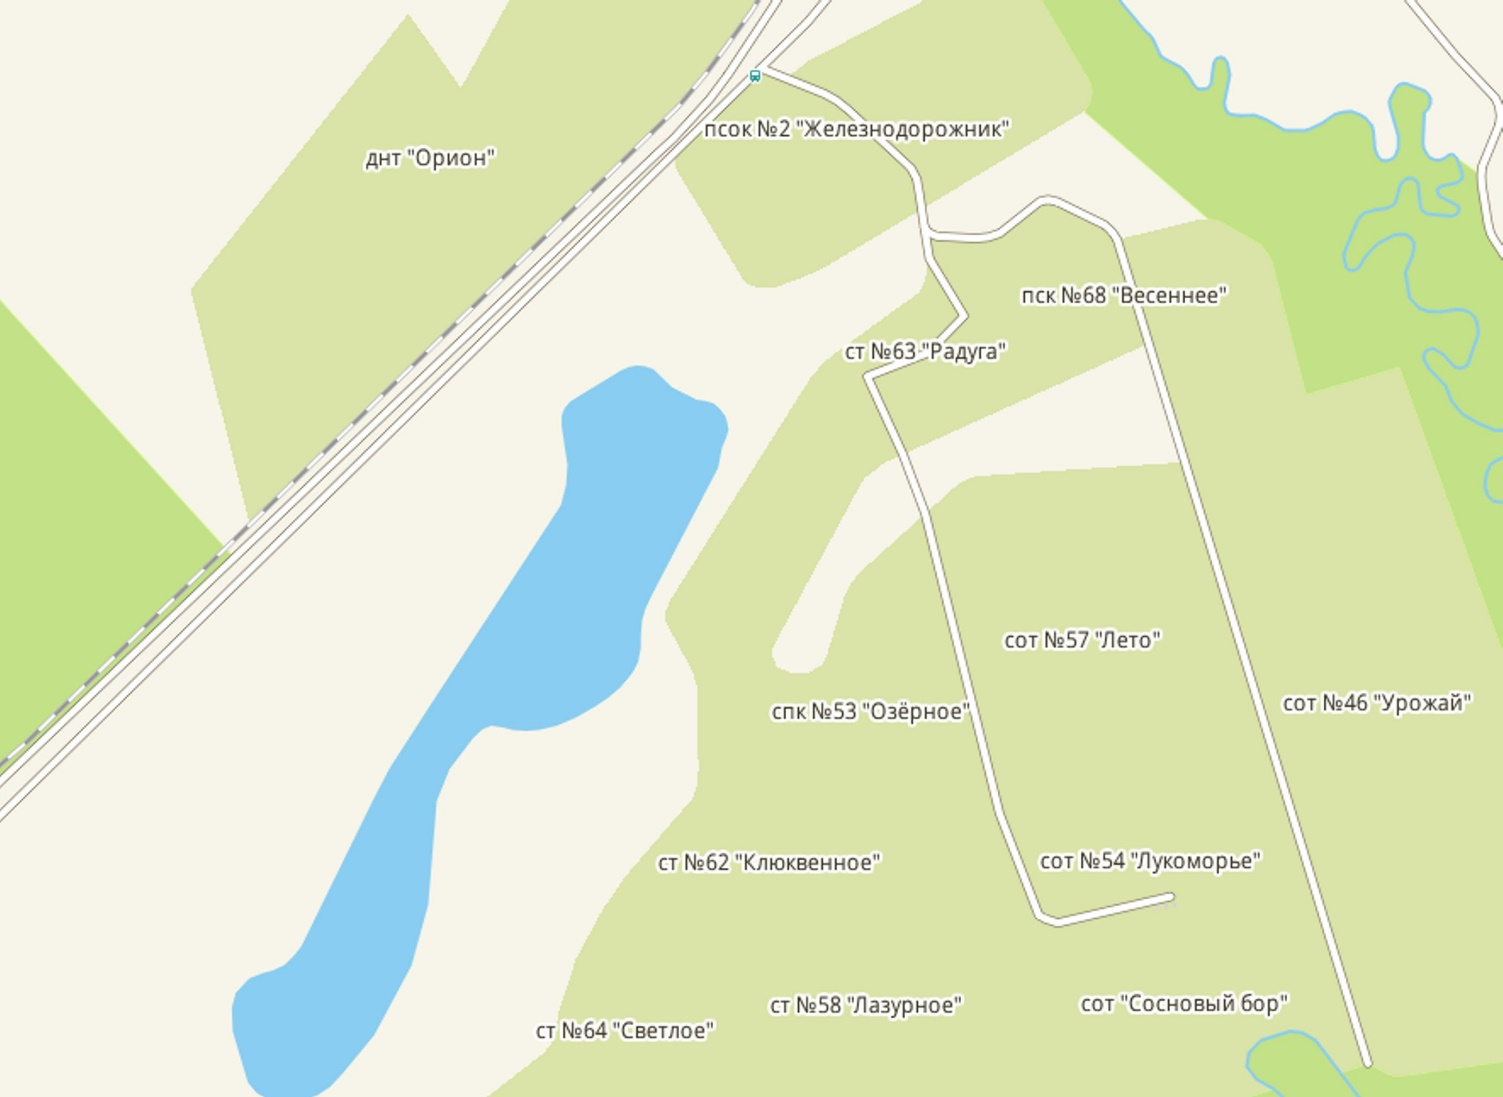 псок №2 "Железнодорожник"
днт "Орион"
пск №68 "Весеннее"
ст №63 "Радуга"
сот №57 "Лето"
сот №46 "Урожай"
спк №53 "Озёрное"
сот №54 "Лукоморье"
ст №62 "Клюквенное"
сот "Сосновый бор"
ст №58 "Лазурное"
ст №64 "Светлое"